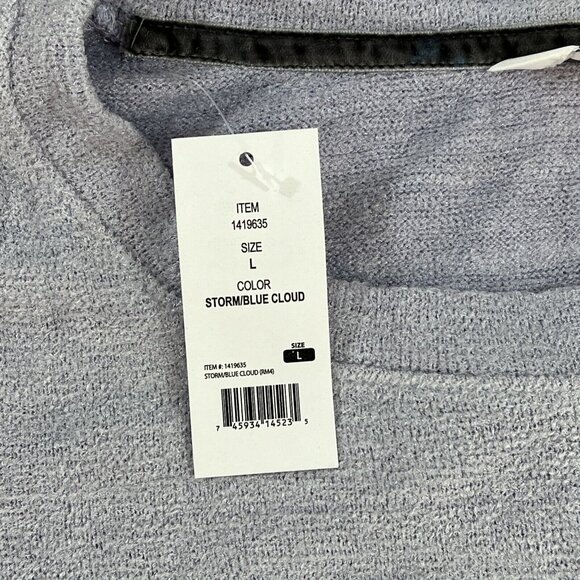 ITEM
1419635
SIZE
L
COLOR
STORM/BLUE CLOUD
SIZE
L
ITEM #: 1419635
STORM/BLUE CLOUD (RM4)
7 45934 14523 5